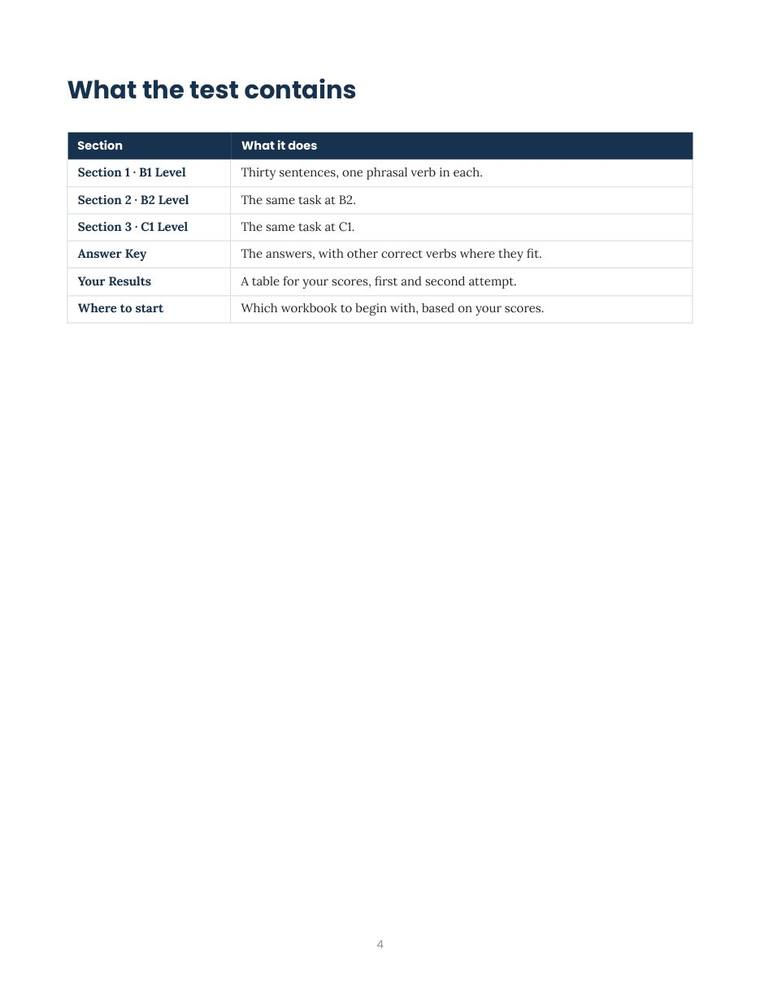 What the test contains
Section What it does
Section 1 · B1 Level Thirty sentences, one phrasal verb in each.
Section 2 · B2 Level The same task at B2.
Section 3 · C1 Level The same task at C1.
Answer Key The answers, with other correct verbs where they fit.
Your Results A table for your scores, first and second attempt.
Where to start Which workbook to begin with, based on your scores.
4